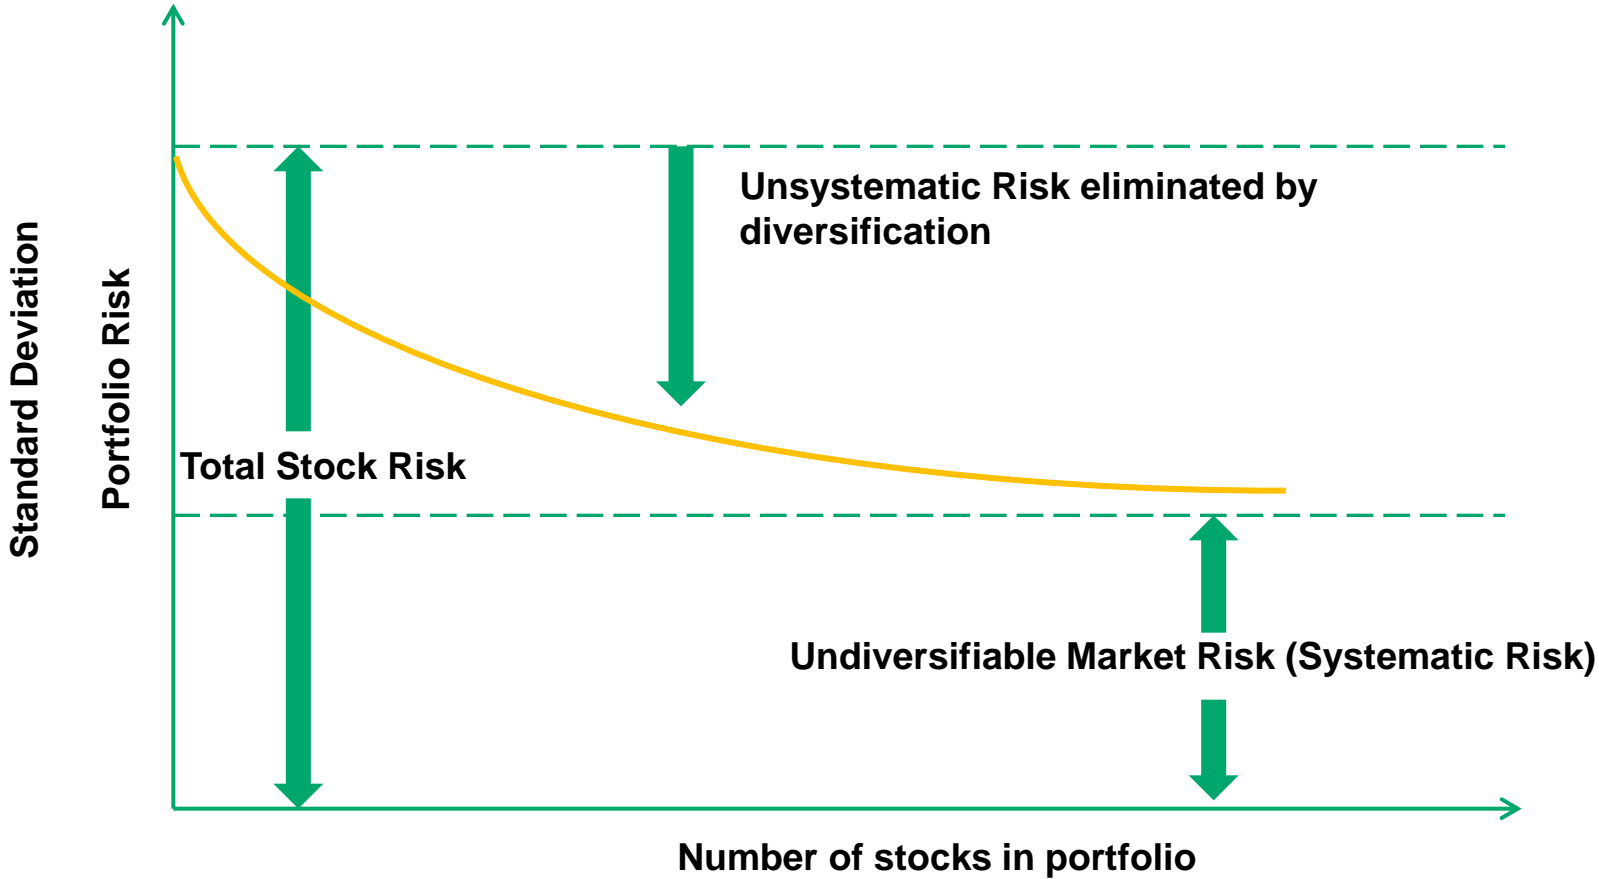 Standard Deviation
Portfolio Risk
Unsystematic Risk eliminated by
diversification
Total Stock Risk
Undiversifiable Market Risk (Systematic Risk)
Number of stocks in portfolio